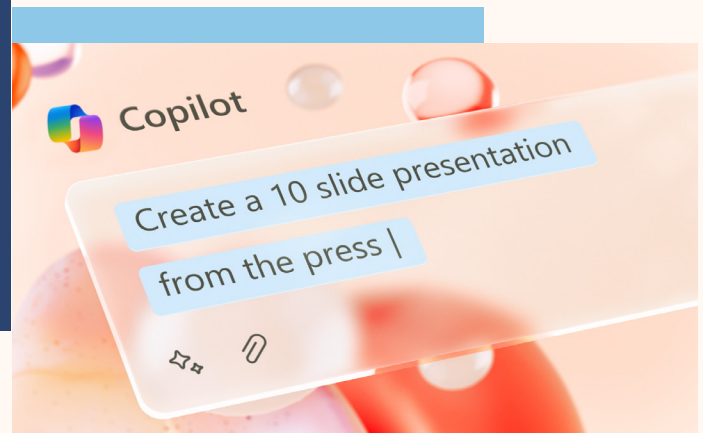 Copilot
Create a 10 slide presentation
from the press |